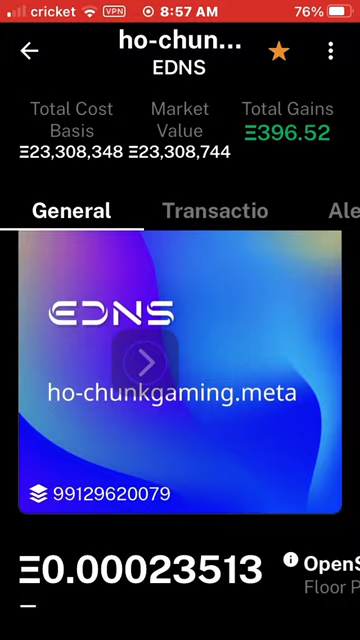 cricket VPN 8:57 AM 76%
ho-chun...
EDNS
Total Cost Basis Market Value Total Gains
Ξ23,308,348 Ξ23,308,744 Ξ396.52
General Transactio Ale
EDNS
ho-chunkgaming.meta
99129620079
Ξ0.00023513 OpenS
Floor P